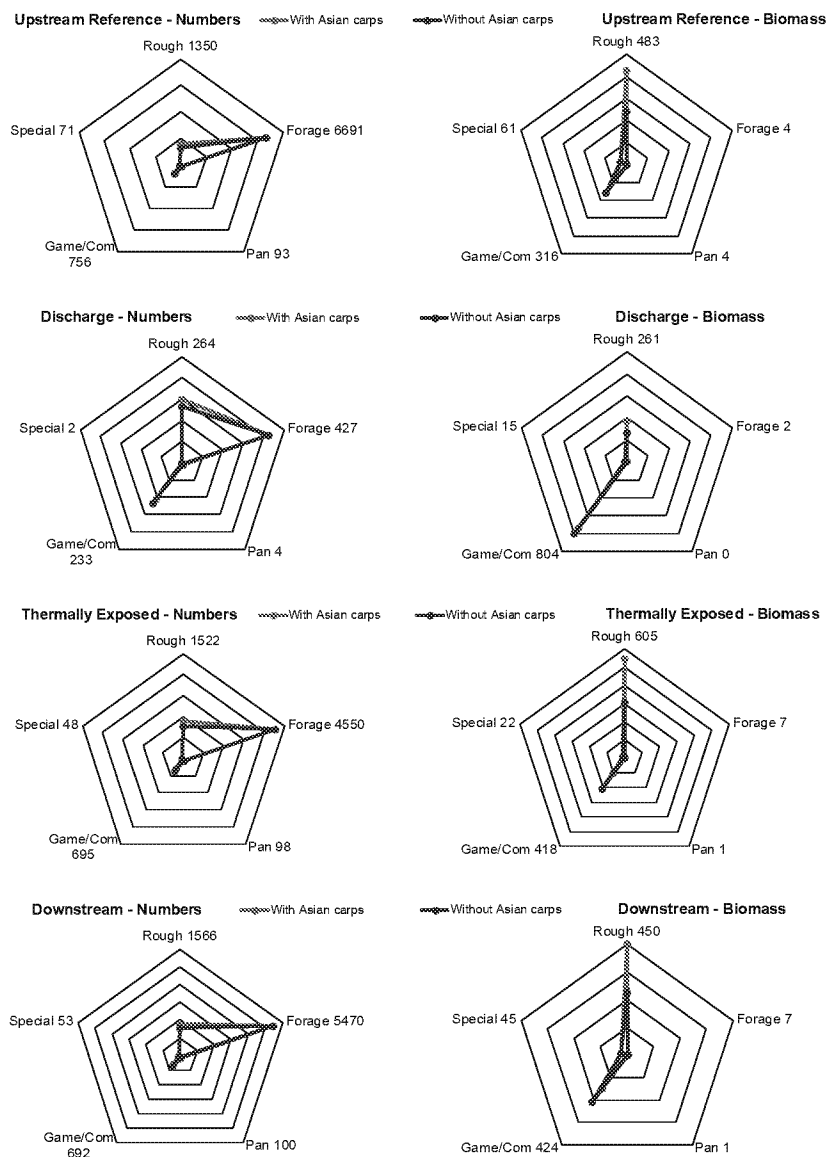 Upstream Reference - Numbers
With Asian carps
Without Asian carps
Upstream Reference - Biomass
Rough 1350
Rough 483
Special 71
Forage 6691
Special 61
Forage 4
Game/Com
756
Pan 93
Game/Com 316
Pan 4
Discharge - Numbers
With Asian carps
Without Asian carps
Discharge - Biomass
Rough 264
Rough 261
Special 2
Forage 427
Special 15
Forage 2
Game/Com
233
Pan 4
Game/Com 804
Pan 0
Thermally Exposed - Numbers
With Asian carps
Without Asian carps
Thermally Exposed - Biomass
Rough 1522
Rough 605
Special 48
Forage 4550
Special 22
Forage 7
Game/Com
695
Pan 98
Game/Com 418
Pan 1
Downstream - Numbers
With Asian carps
Without Asian carps
Downstream - Biomass
Rough 1566
Rough 450
Special 53
Forage 5470
Special 45
Forage 7
Game/Com
692
Pan 100
Game/Com 424
Pan 1